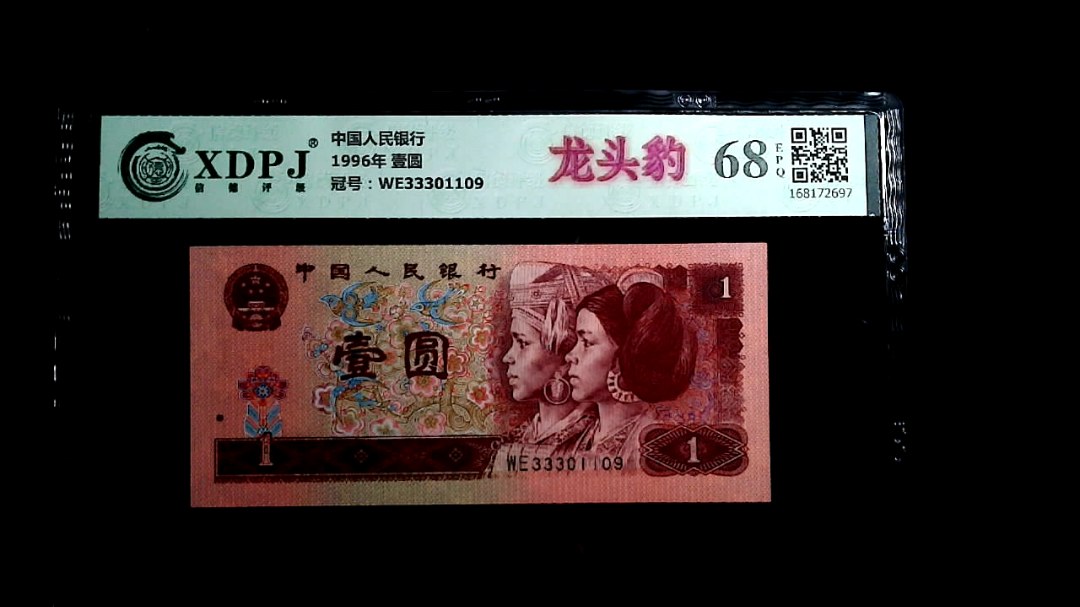 XDPJ®
信德评级
中国人民银行
1996年 壹圆
冠号：WE33301109
龙头豹
68
EPQ
168172697
中国人民银行
1
壹圆
1
WE33301109
1